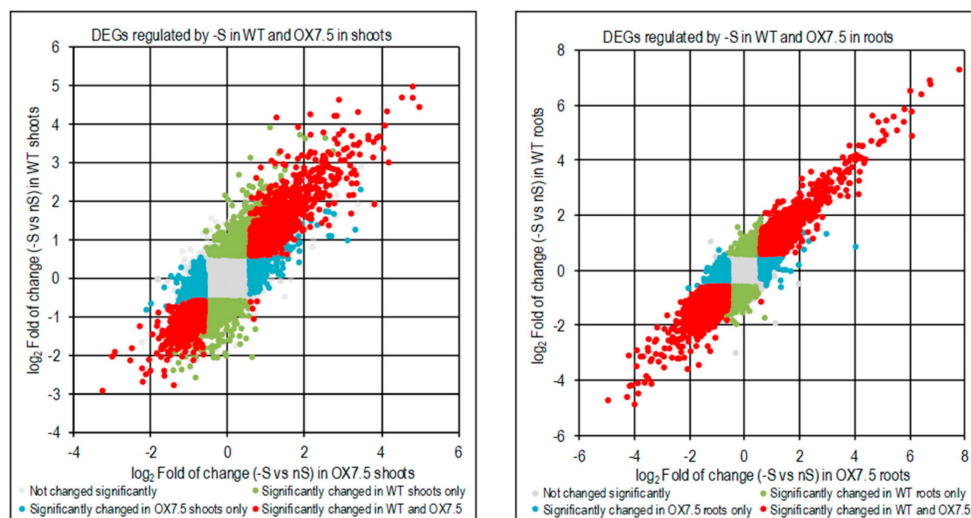 DEGs regulated by -S in WT and OX7.5 in shoots
6
5
4
3
2
1
0
-1
-2
-3
-4
log2 Fold of change (-S vs nS) in WT shoots
-4 -2 0 2 4 6
log2 Fold of change (-S vs nS) in OX7.5 shoots
Not changed significantly
Significantly changed in WT shoots only
Significantly changed in OX7.5 shoots only
Significantly changed in WT and OX7.5
DEGs regulated by -S in WT and OX7.5 in roots
8
6
4
2
0
-2
-4
-6
log2 Fold of change (-S vs nS) in WT roots
-6 -4 -2 0 2 4 6 8
log2 Fold of change (-S vs nS) in OX7.5 roots
Not changed significantly
Significantly changed in WT roots only
Significantly changed in OX7.5 roots only
Significantly changed in WT and OX7.5